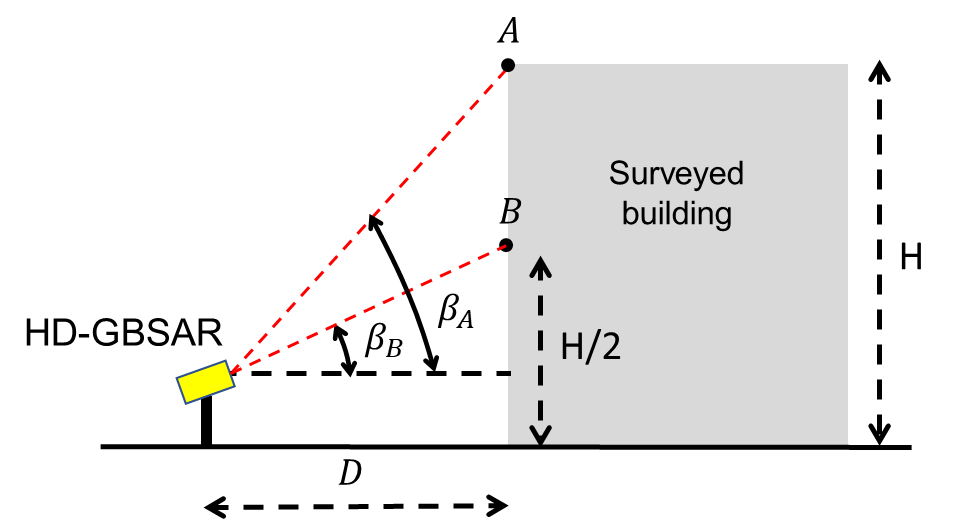 A
Surveyed
building
B
H
HD-GBSAR
β_A
β_B
H/2
D